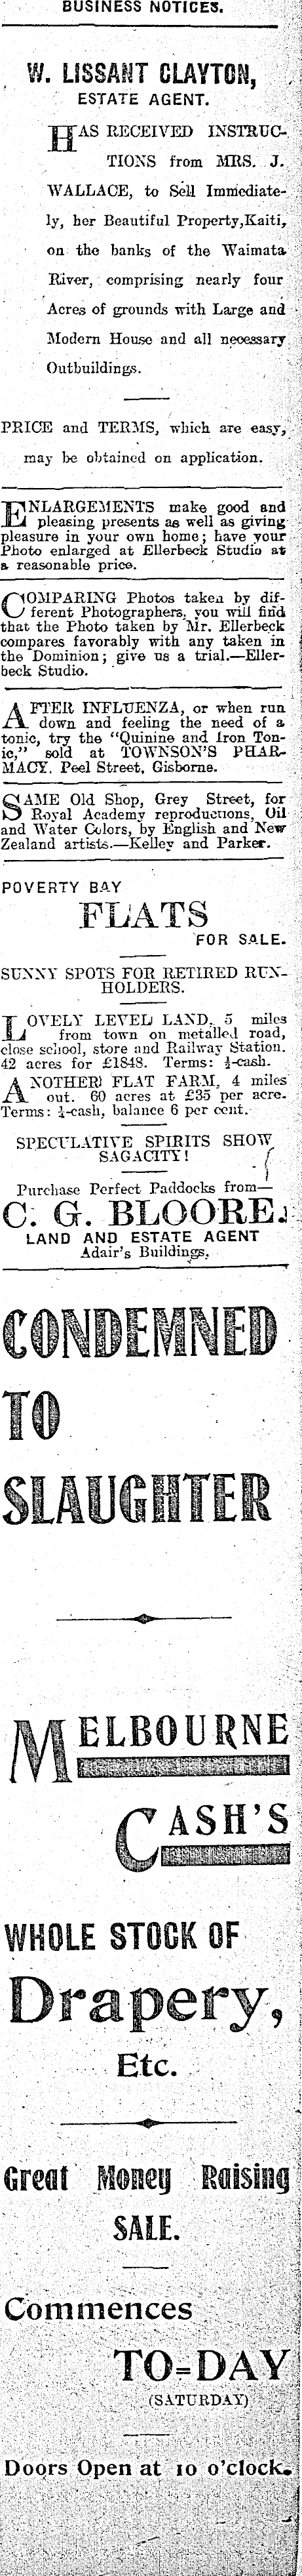 BUSINESS NOTICES.
W. LISSANT CLAYTON,
ESTATE AGENT.
HAS RECEIVED INSTRUC-
TIONS from MRS. J.
WALLACE, to Sell Immediate-
ly, her Beautiful Property,Kaiti,
on the banks of the Waimata
River, comprising nearly four
Acres of grounds with Large and
Modern House and all necessary
Outbuildings.
PRICE and TERMS, which are easy,
may be obtained on application.
ENLARGEMENTS make good and
pleasing presents as well as giving
pleasure in your own home; have your
Photo enlarged at Ellerbeck Studio at
a reasonable price.
COMPARING Photos taken by dif-
ferent Photographers, you will find
that the Photo taken by Mr. Ellerbeck
compares favorably with any taken in
the Dominion; give us a trial.—Eller-
beck Studio.
AFTER INFLUENZA, or when run
down and feeling the need of a
tonic, try the "Quinine and Iron Ton-
ic," sold at TOWNSON'S PHAR-
MACY, Peel Street, Gisborne.
SAME Old Shop, Grey Street, for
Royal Academy reproductions, Oil
and Water Colors, by English and New
Zealand artists.—Kelley and Parker.
POVERTY BAY
FLATS
FOR SALE.
SUNNY SPOTS FOR RETIRED RUN-
HOLDERS.
LOVELY LEVEL LAND, 5 miles
from town on metalled road,
close school, store and Railway Station.
42 acres for £1848. Terms: ¼-cash.
ANOTHER FLAT FARM, 4 miles
out. 60 acres at £35 per acre.
Terms: ¼-cash, balance 6 per cent.
SPECULATIVE SPIRITS SHOW
SAGACITY!
Purchase Perfect Paddocks from—
C. G. BLOORE,
LAND AND ESTATE AGENT
Adair's Buildings.
CONDEMNED
TO
SLAUGHTER
MELBOURNE
CASH'S
WHOLE STOCK OF
Drapery,
Etc.
Great Money Raising
SALE.
Commences
TO=DAY
(SATURDAY)
Doors Open at 10 o'clock.